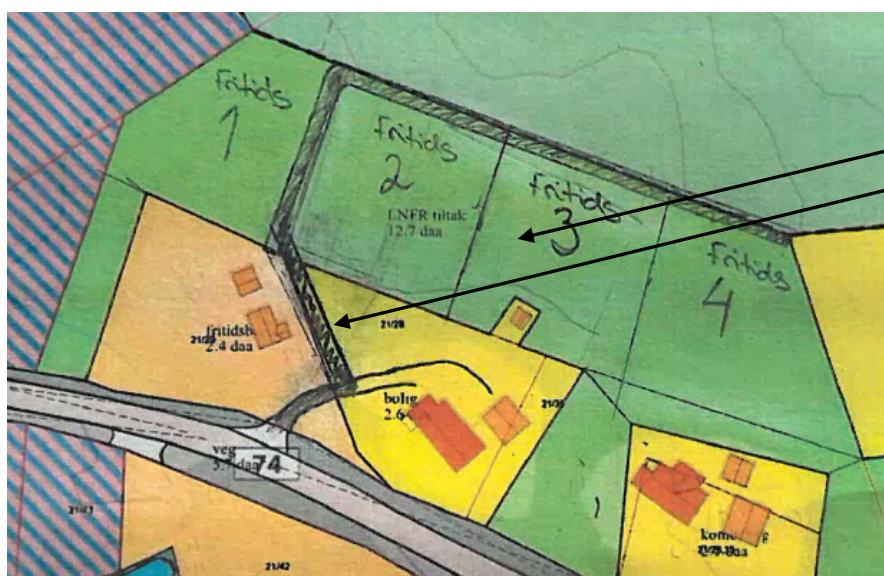 Fritids
1
Fritids
2
LNFR tiltak
12.7 daa
Fritids
3
Fritids
4
21/28
fritidsb
2.4 daa
bolig
2.6
21/35
veg
74
21/41
21/42